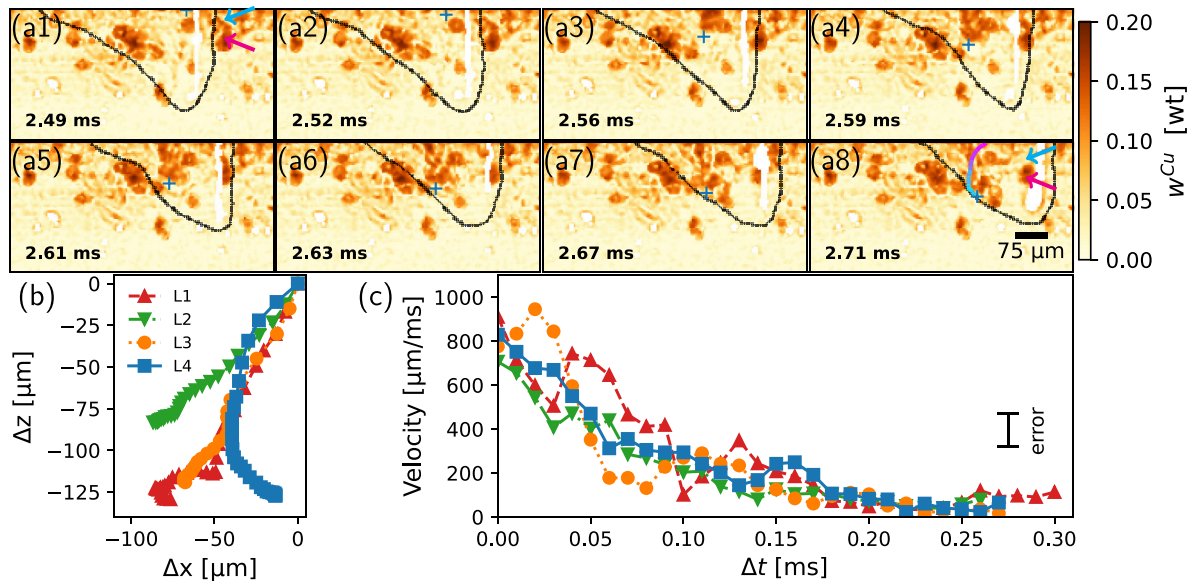 (a1)
(a2)
(a3)
(a4)
2.49 ms
2.52 ms
2.56 ms
2.59 ms
(a5)
(a6)
(a7)
(a8)
2.61 ms
2.63 ms
2.67 ms
2.71 ms
75 μm
0.20
0.15
0.10
0.05
0.00
w^Cu [wt]
(b)
L1
L2
L3
L4
0
−25
−50
−75
−100
−125
Δz [μm]
−100
−50
0
Δx [μm]
(c)
1000
800
600
400
200
0
Velocity [μm/ms]
error
0.00
0.05
0.10
0.15
0.20
0.25
0.30
Δt [ms]